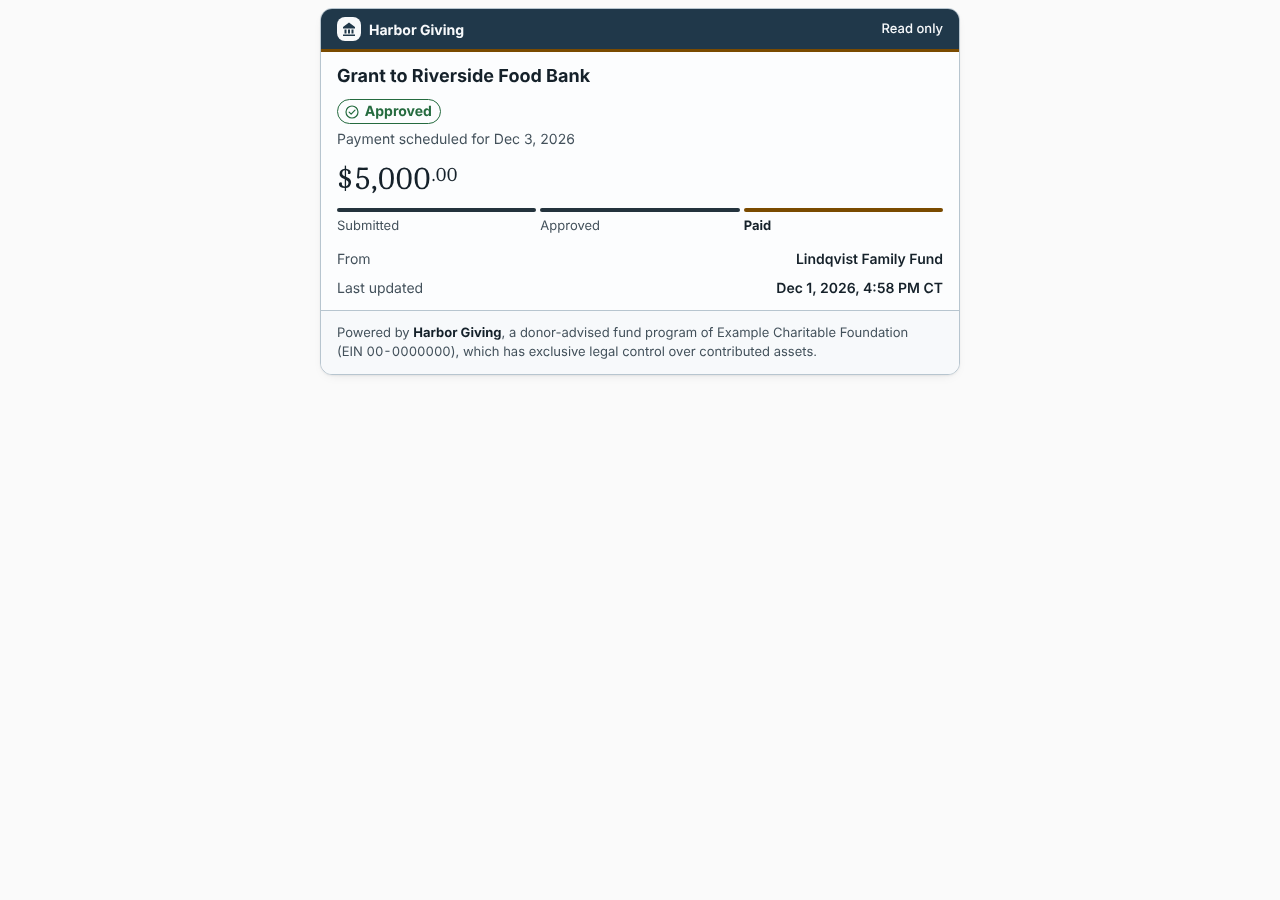 Harbor Giving
Read only
Grant to Riverside Food Bank
Approved
Payment scheduled for Dec 3, 2026
$5,000.00
Submitted
Approved
Paid
From
Lindqvist Family Fund
Last updated
Dec 1, 2026, 4:58 PM CT
Powered by Harbor Giving, a donor-advised fund program of Example Charitable Foundation
(EIN 00-0000000), which has exclusive legal control over contributed assets.